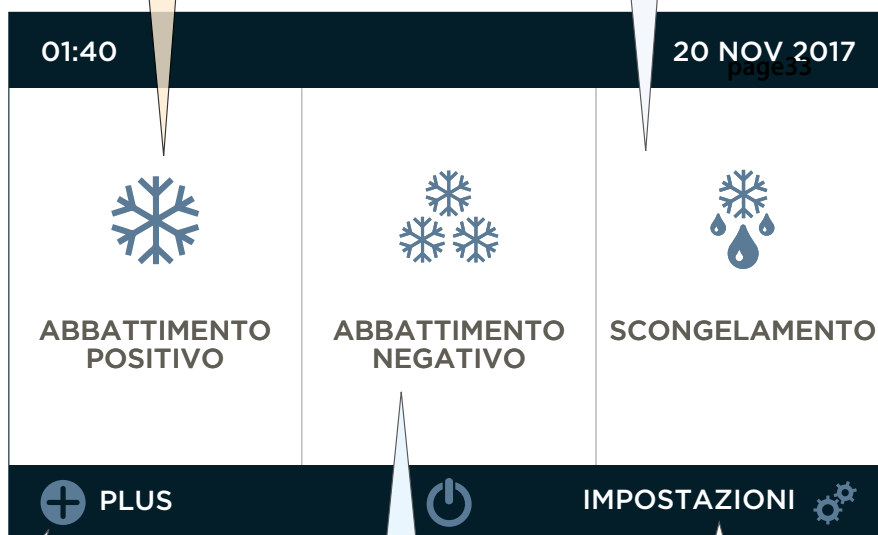 01:40
20 NOV 2017
page33
ABBATTIMENTO
POSITIVO
ABBATTIMENTO
NEGATIVO
SCONGELAMENTO
PLUS
IMPOSTAZIONI